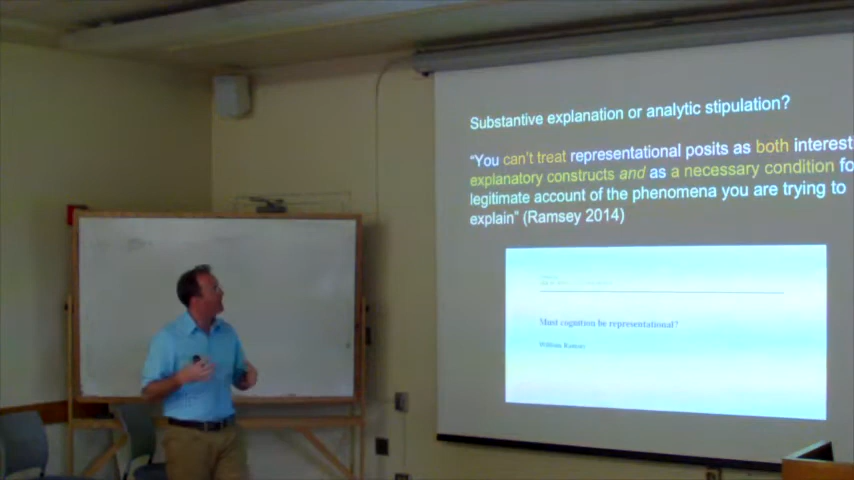 Substantive explanation or analytic stipulation?
“You can’t treat representational posits as both interesti
explanatory constructs and as a necessary condition fo
legitimate account of the phenomena you are trying to
explain” (Ramsey 2014)
Must cognition be representational?
William Ramsey